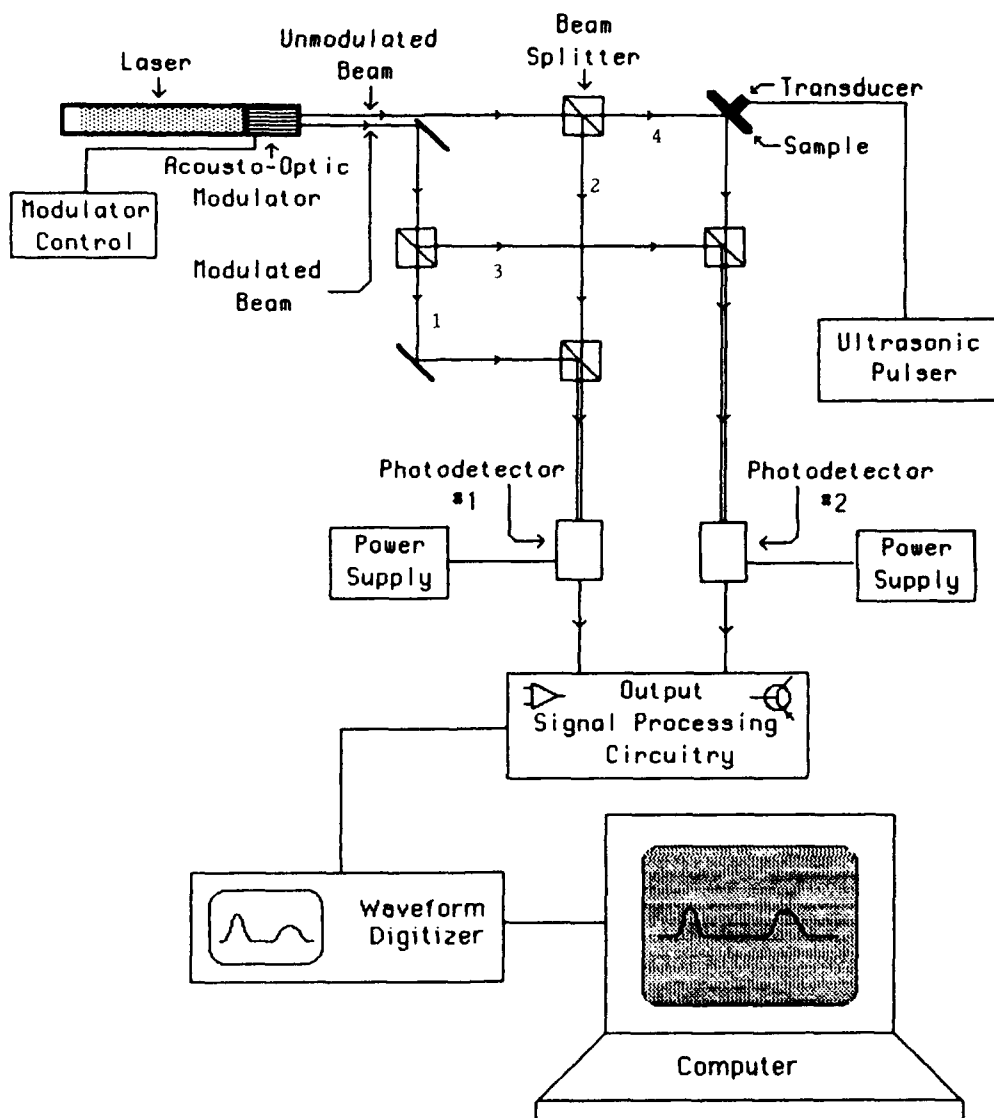 Unmodulated
Beam
Beam
Splitter
Laser
Transducer
Sample
4
Acousto-Optic
Modulator
2
Modulator
Control
3
Modulated
Beam
1
Ultrasonic
Pulser
Photodetector
#1
Photodetector
#2
Power
Supply
Power
Supply
Output
Signal Processing
Circuitry
Waveform
Digitizer
Computer